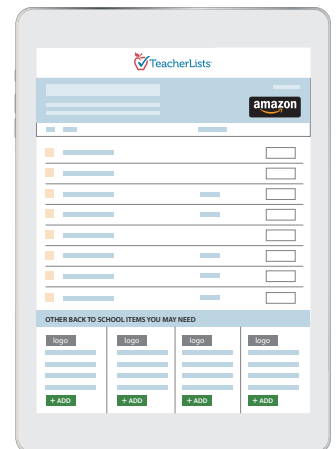 TeacherLists
amazon
OTHER BACK TO SCHOOL ITEMS YOU MAY NEED
logo logo logo logo
+ ADD + ADD + ADD + ADD